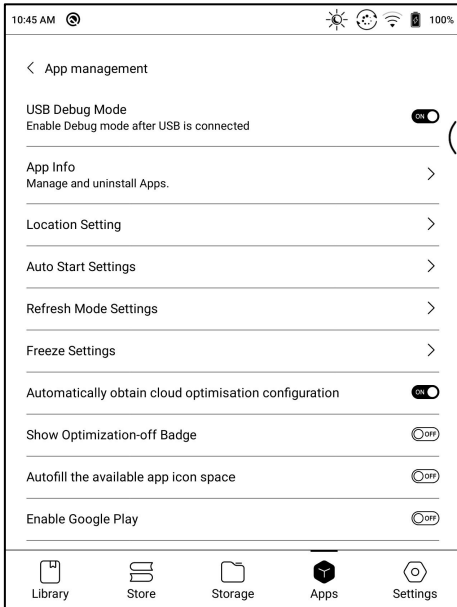 10:45 AM
100%
App management
USB Debug Mode
ON
Enable Debug mode after USB is connected
App Info
Manage and uninstall Apps.
Location Setting
Auto Start Settings
Refresh Mode Settings
Freeze Settings
Automatically obtain cloud optimisation configuration
ON
Show Optimization-off Badge
OFF
Autofill the available app icon space
OFF
Enable Google Play
OFF
Library
Store
Storage
Apps
Settings